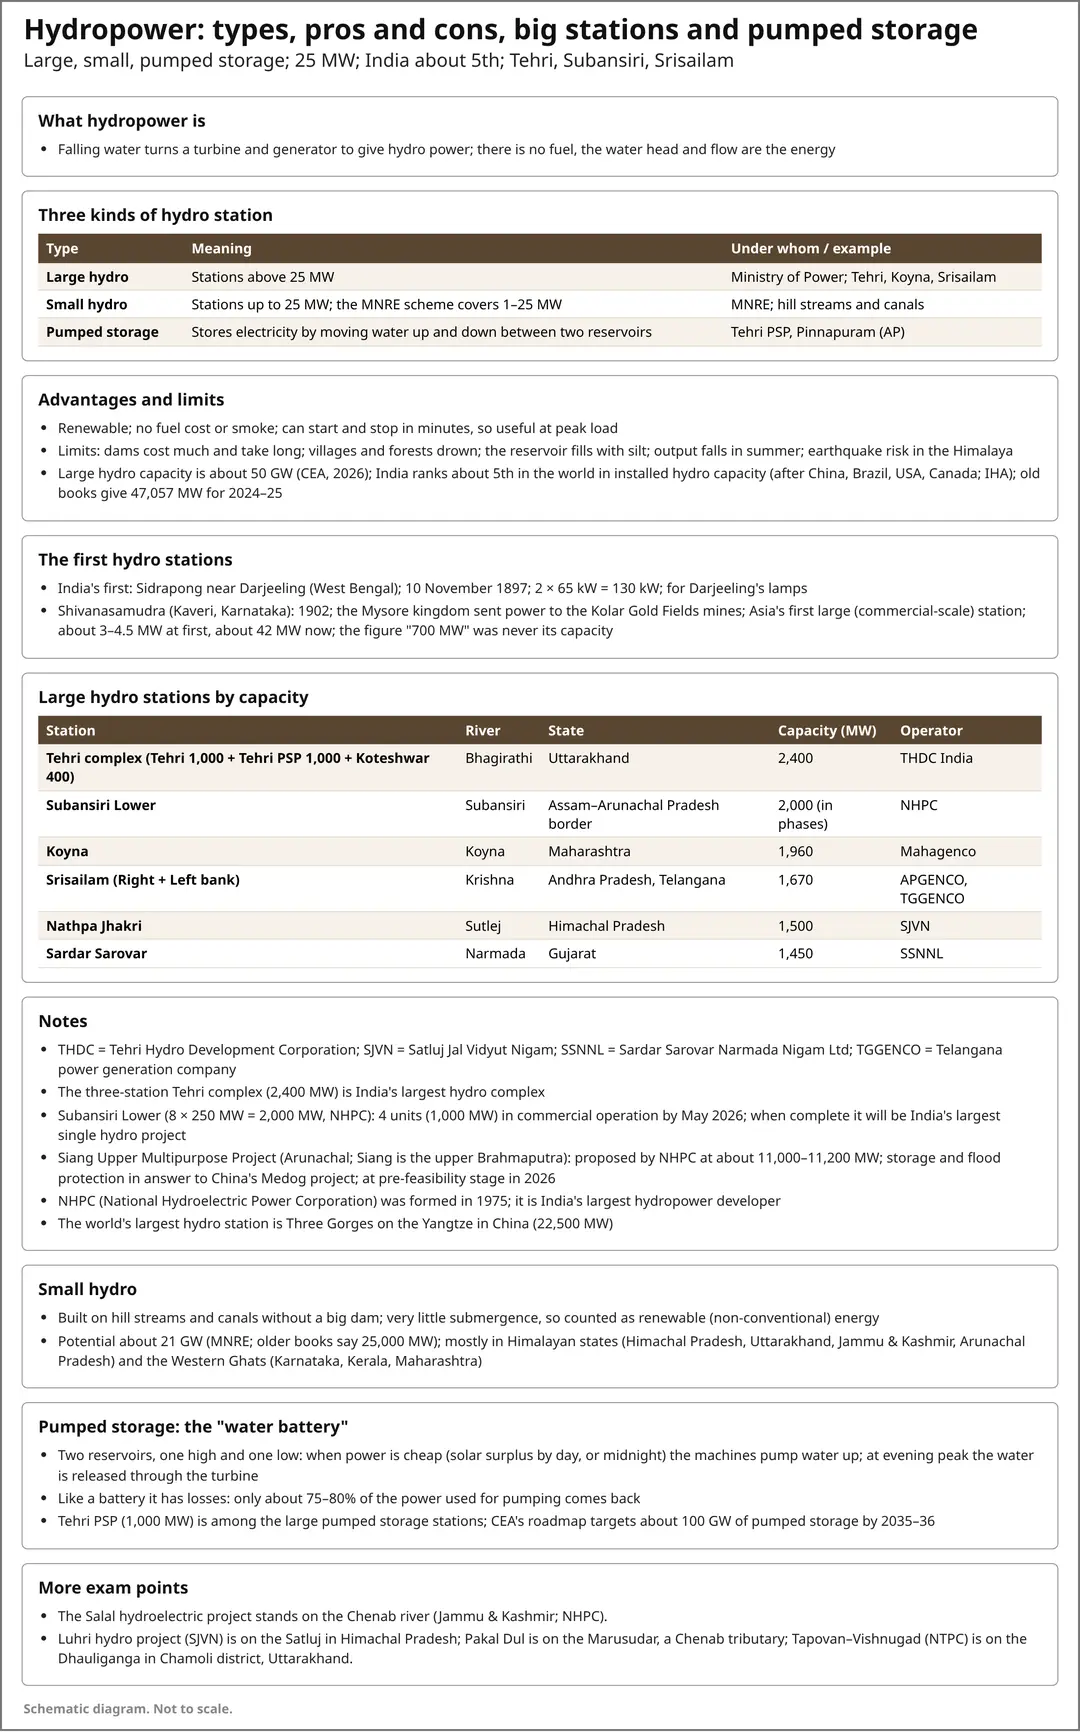 Hydropower: types, pros and cons, big stations and pumped storage
Large, small, pumped storage; 25 MW; India about 5th; Tehri, Subansiri, Srisailam
What hydropower is
• Falling water turns a turbine and generator to give hydro power; there is no fuel, the water head and flow are the energy
Three kinds of hydro station
Type Meaning Under whom / example
Large hydro Stations above 25 MW Ministry of Power; Tehri, Koyna, Srisailam
Small hydro Stations up to 25 MW; the MNRE scheme covers 1–25 MW MNRE; hill streams and canals
Pumped storage Stores electricity by moving water up and down between two reservoirs Tehri PSP, Pinnapuram (AP)
Advantages and limits
• Renewable; no fuel cost or smoke; can start and stop in minutes, so useful at peak load
• Limits: dams cost much and take long; villages and forests drown; the reservoir fills with silt; output falls in summer; earthquake risk in the Himalaya
• Large hydro capacity is about 50 GW (CEA, 2026); India ranks about 5th in the world in installed hydro capacity (after China, Brazil, USA, Canada; IHA); old
books give 47,057 MW for 2024–25
The first hydro stations
• India's first: Sidrapong near Darjeeling (West Bengal); 10 November 1897; 2 × 65 kW = 130 kW; for Darjeeling's lamps
• Shivanasamudra (Kaveri, Karnataka): 1902; the Mysore kingdom sent power to the Kolar Gold Fields mines; Asia's first large (commercial-scale) station;
about 3–4.5 MW at first, about 42 MW now; the figure "700 MW" was never its capacity
Large hydro stations by capacity
Station River State Capacity (MW) Operator
Tehri complex (Tehri 1,000 + Tehri PSP 1,000 + Koteshwar Bhagirathi Uttarakhand 2,400 THDC India
400)
Subansiri Lower Subansiri Assam–Arunachal Pradesh 2,000 (in NHPC
border phases)
Koyna Koyna Maharashtra 1,960 Mahagenco
Srisailam (Right + Left bank) Krishna Andhra Pradesh, Telangana 1,670 APGENCO,
TGGENCO
Nathpa Jhakri Sutlej Himachal Pradesh 1,500 SJVN
Sardar Sarovar Narmada Gujarat 1,450 SSNNL
Notes
• THDC = Tehri Hydro Development Corporation; SJVN = Satluj Jal Vidyut Nigam; SSNNL = Sardar Sarovar Narmada Nigam Ltd; TGGENCO = Telangana
power generation company
• The three-station Tehri complex (2,400 MW) is India's largest hydro complex
• Subansiri Lower (8 × 250 MW = 2,000 MW, NHPC): 4 units (1,000 MW) in commercial operation by May 2026; when complete it will be India's largest
single hydro project
• Siang Upper Multipurpose Project (Arunachal; Siang is the upper Brahmaputra): proposed by NHPC at about 11,000–11,200 MW; storage and flood
protection in answer to China's Medog project; at pre-feasibility stage in 2026
• NHPC (National Hydroelectric Power Corporation) was formed in 1975; it is India's largest hydropower developer
• The world's largest hydro station is Three Gorges on the Yangtze in China (22,500 MW)
Small hydro
• Built on hill streams and canals without a big dam; very little submergence, so counted as renewable (non-conventional) energy
• Potential about 21 GW (MNRE; older books say 25,000 MW); mostly in Himalayan states (Himachal Pradesh, Uttarakhand, Jammu & Kashmir, Arunachal
Pradesh) and the Western Ghats (Karnataka, Kerala, Maharashtra)
Pumped storage: the "water battery"
• Two reservoirs, one high and one low: when power is cheap (solar surplus by day, or midnight) the machines pump water up; at evening peak the water
is released through the turbine
• Like a battery it has losses: only about 75–80% of the power used for pumping comes back
• Tehri PSP (1,000 MW) is among the large pumped storage stations; CEA's roadmap targets about 100 GW of pumped storage by 2035–36
More exam points
• The Salal hydroelectric project stands on the Chenab river (Jammu & Kashmir; NHPC).
• Luhri hydro project (SJVN) is on the Satluj in Himachal Pradesh; Pakal Dul is on the Marusudar, a Chenab tributary; Tapovan–Vishnugad (NTPC) is on the
Dhauliganga in Chamoli district, Uttarakhand.
Schematic diagram. Not to scale.